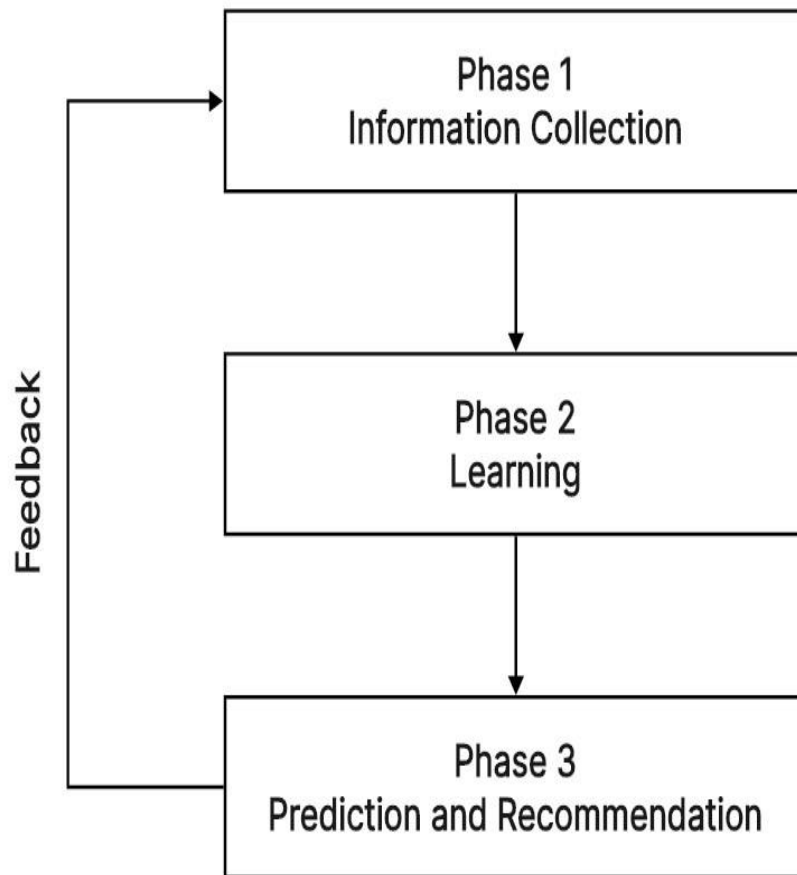 Phase 1
Information Collection
Feedback
Phase 2
Learning
Phase 3
Prediction and Recommendation